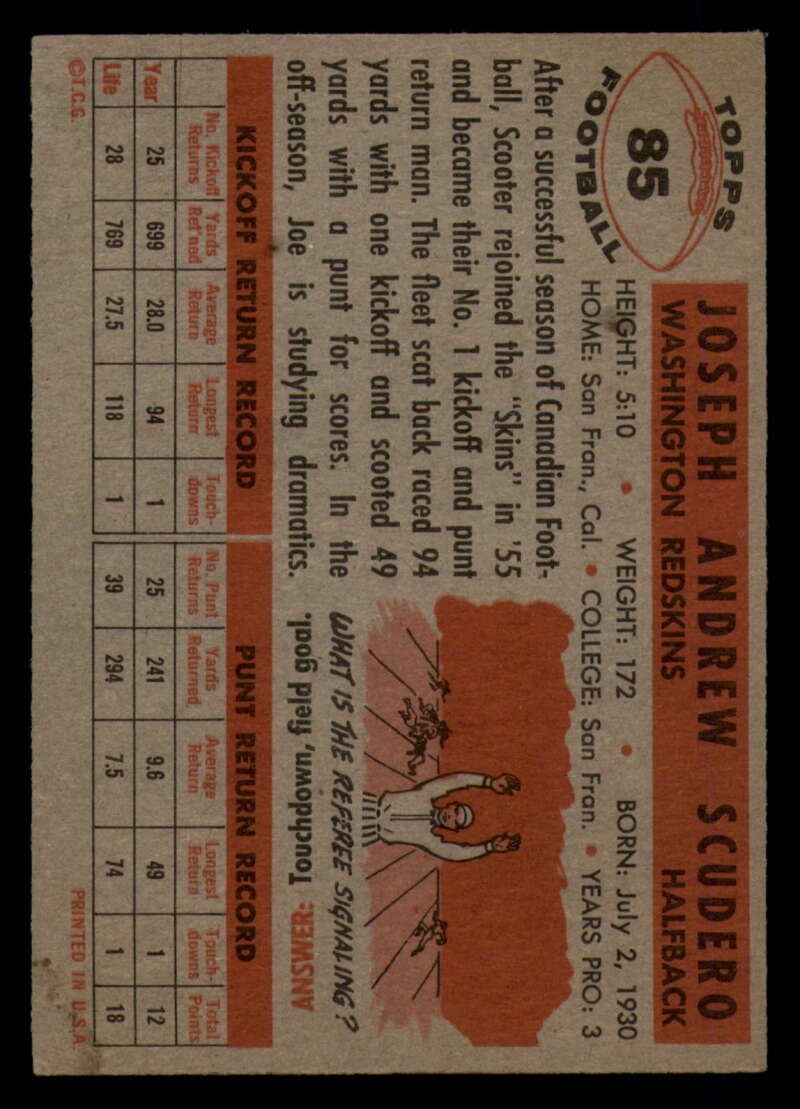 TOPPS
85
FOOTBALL
JOSEPH ANDREW SCUDERO
WASHINGTON REDSKINS HALFBACK
HEIGHT: 5:10 • WEIGHT: 172 • BORN: July 2, 1930
HOME: San Fran., Cal. • COLLEGE: San Fran. • YEARS PRO: 3
After a successful season of Canadian Foot-
ball, Scooter rejoined the "Skins" in '55
and became their No. 1 kickoff and punt
return man. The fleet scat back raced 94
yards with one kickoff and scooted 49
yards with a punt for scores. In the
off-season, Joe is studying dramatics.
WHAT IS THE REFEREE SIGNALING?
ANSWER: Touchdown, field goal.
KICKOFF RETURN RECORD PUNT RETURN RECORD
No. Kickoff Returns Yards Ret'ned Average Return Longest Return Touch-downs No. Punt Returns Yards Returned Average Return Longest Return Touch-downs Total Points
Year 25 699 28.0 94 1 25 241 9.6 49 1 12
Life 28 769 27.5 118 1 39 294 7.5 74 1 18
©T.C.G. PRINTED IN U.S.A.